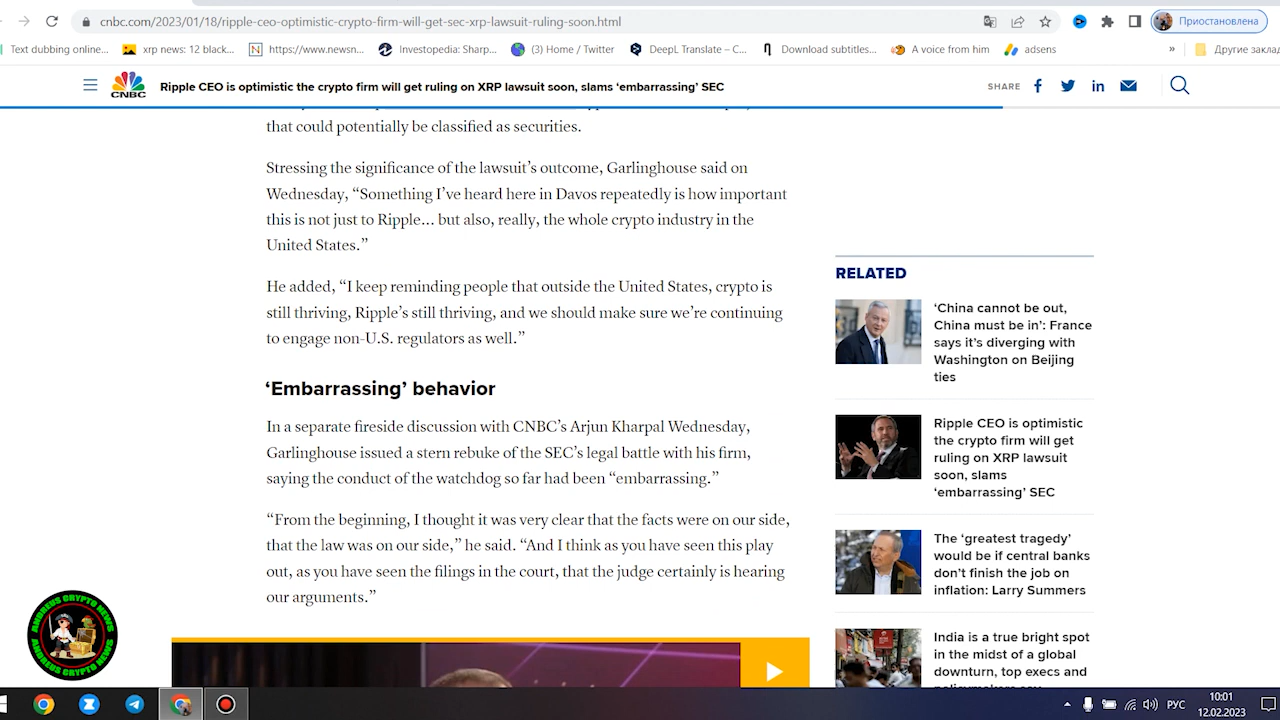 cnbc.com/2023/01/18/ripple-ceo-optimistic-crypto-firm-will-get-sec-xrp-lawsuit-ruling-soon.html
Приостановлена
Text dubbing online...
xrp news: 12 black...
https://www.newsn...
Investopedia: Sharp...
(3) Home / Twitter
DeepL Translate – C...
Download subtitles...
A voice from him
adsens
»
Другие закла
CNBC
Ripple CEO is optimistic the crypto firm will get ruling on XRP lawsuit soon, slams ‘embarrassing’ SEC
SHARE
that could potentially be classified as securities.
Stressing the significance of the lawsuit’s outcome, Garlinghouse said on
Wednesday, “Something I’ve heard here in Davos repeatedly is how important
this is not just to Ripple… but also, really, the whole crypto industry in the
United States.”
He added, “I keep reminding people that outside the United States, crypto is
still thriving, Ripple’s still thriving, and we should make sure we’re continuing
to engage non-U.S. regulators as well.”
‘Embarrassing’ behavior
In a separate fireside discussion with CNBC’s Arjun Kharpal Wednesday,
Garlinghouse issued a stern rebuke of the SEC’s legal battle with his firm,
saying the conduct of the watchdog so far had been “embarrassing.”
“From the beginning, I thought it was very clear that the facts were on our side,
that the law was on our side,” he said. “And I think as you have seen this play
out, as you have seen the filings in the court, that the judge certainly is hearing
our arguments.”
RELATED
‘China cannot be out,
China must be in’: France
says it’s diverging with
Washington on Beijing
ties
Ripple CEO is optimistic
the crypto firm will get
ruling on XRP lawsuit
soon, slams
‘embarrassing’ SEC
The ‘greatest tragedy’
would be if central banks
don’t finish the job on
inflation: Larry Summers
India is a true bright spot
in the midst of a global
downturn, top execs and
ANDREUS CRYPTO NEWS
ANDREUS CRYPTO NEWS
РУС
10:01
12.02.2023